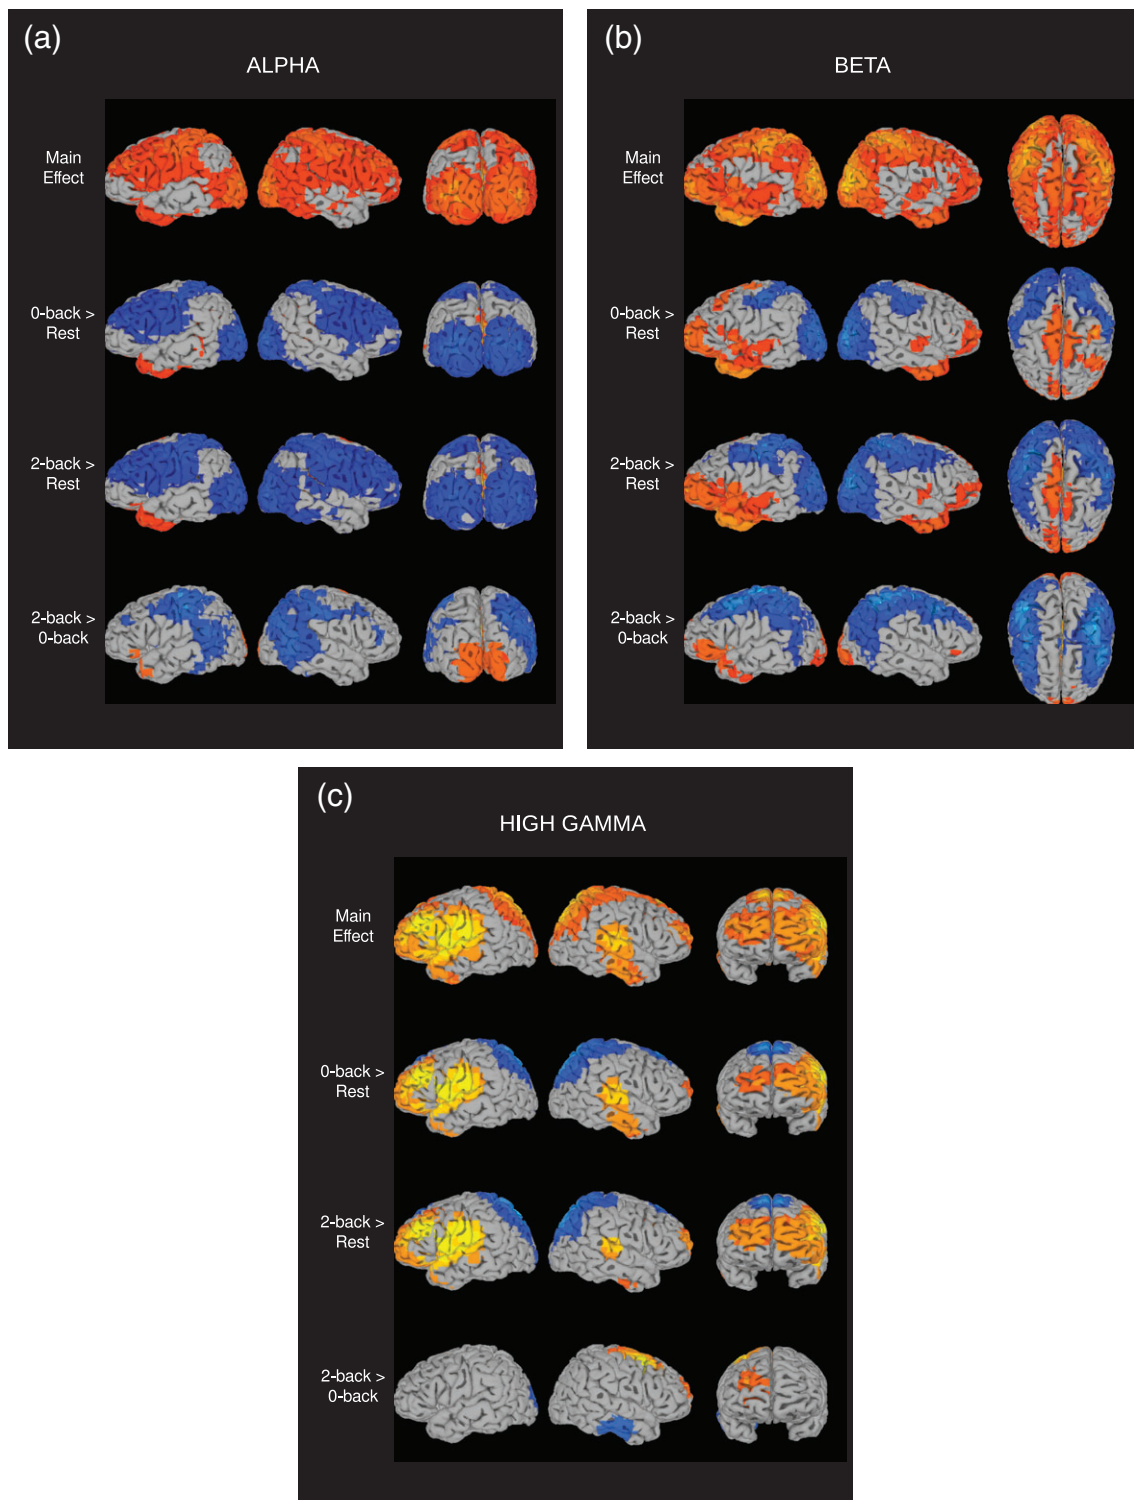 (a)
ALPHA
Main
Effect
0-back >
Rest
2-back >
Rest
2-back >
0-back
(b)
BETA
Main
Effect
0-back >
Rest
2-back >
Rest
2-back >
0-back
(c)
HIGH GAMMA
Main
Effect
0-back >
Rest
2-back >
Rest
2-back >
0-back